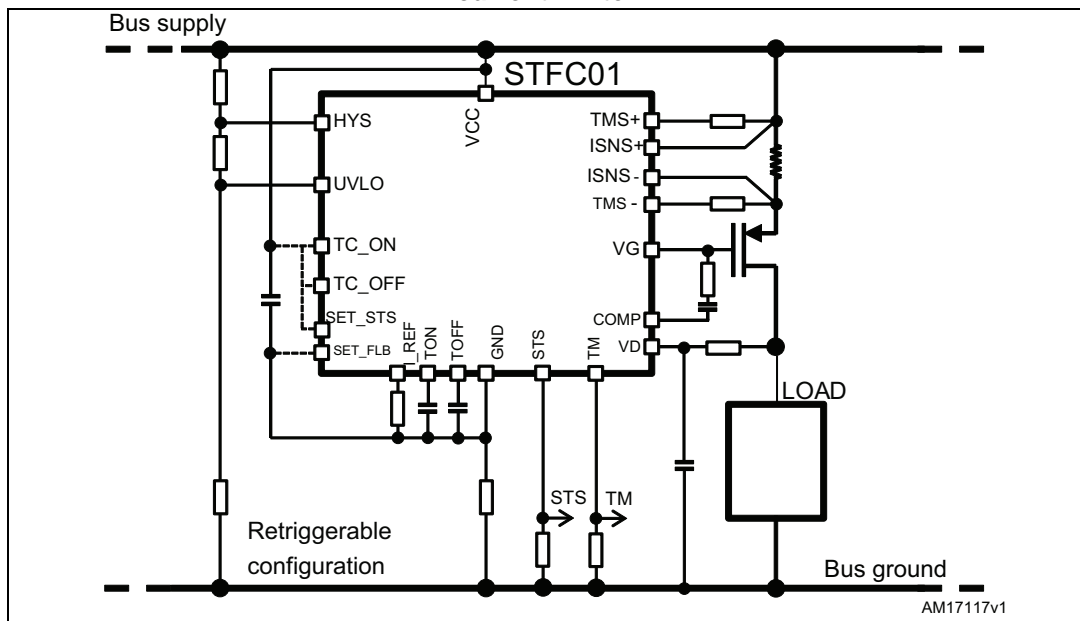 Bus supply
STFC01
HYS
VCC
TMS+
ISNS+
UVLO
ISNS-
TMS -
TC_ON
VG
TC_OFF
SET_STS
COMP
SET_FLB
I_REF
TON
TOFF
GND
STS
TM
VD
LOAD
STS
TM
Retriggerable
configuration
Bus ground
AM17117v1